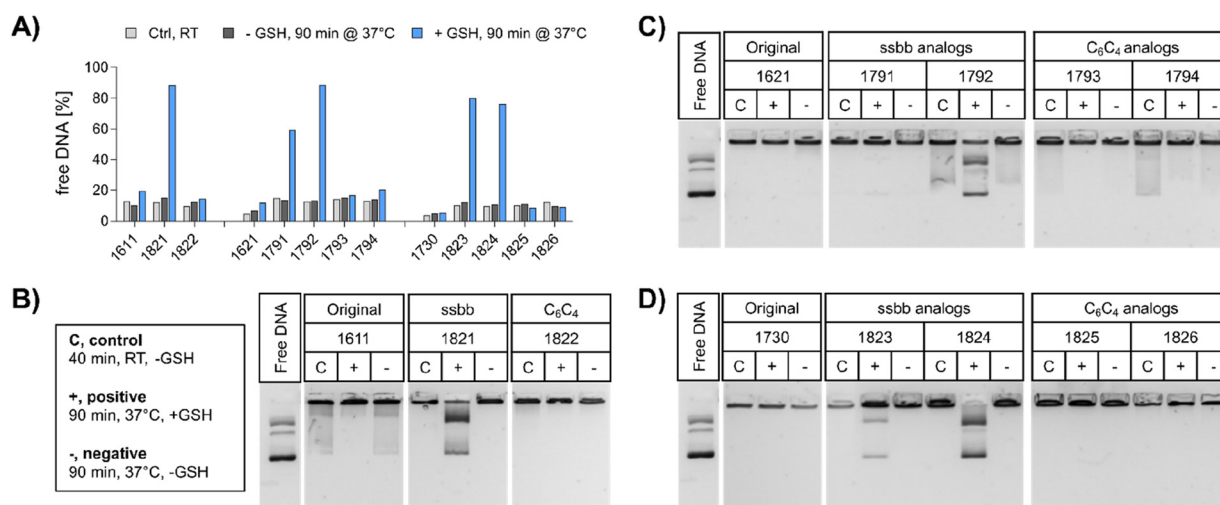 A)
Ctrl, RT - GSH, 90 min @ 37°C + GSH, 90 min @ 37°C
free DNA [%]
100
80
60
40
20
0
1611 1821 1822 1621 1791 1792 1793 1794 1730 1823 1824 1825 1826
B)
C, control
40 min, RT, -GSH
+, positive
90 min, 37°C, +GSH
-, negative
90 min, 37°C, -GSH
Free DNA
Original ssbb C₆C₄
1611 1821 1822
C + - C + - C + -
C)
Free DNA
Original ssbb analogs C₆C₄ analogs
1621 1791 1792 1793 1794
C + - C + - C + - C + - C + -
D)
Free DNA
Original ssbb analogs C₆C₄ analogs
1730 1823 1824 1825 1826
C + - C + - C + - C + - C + -